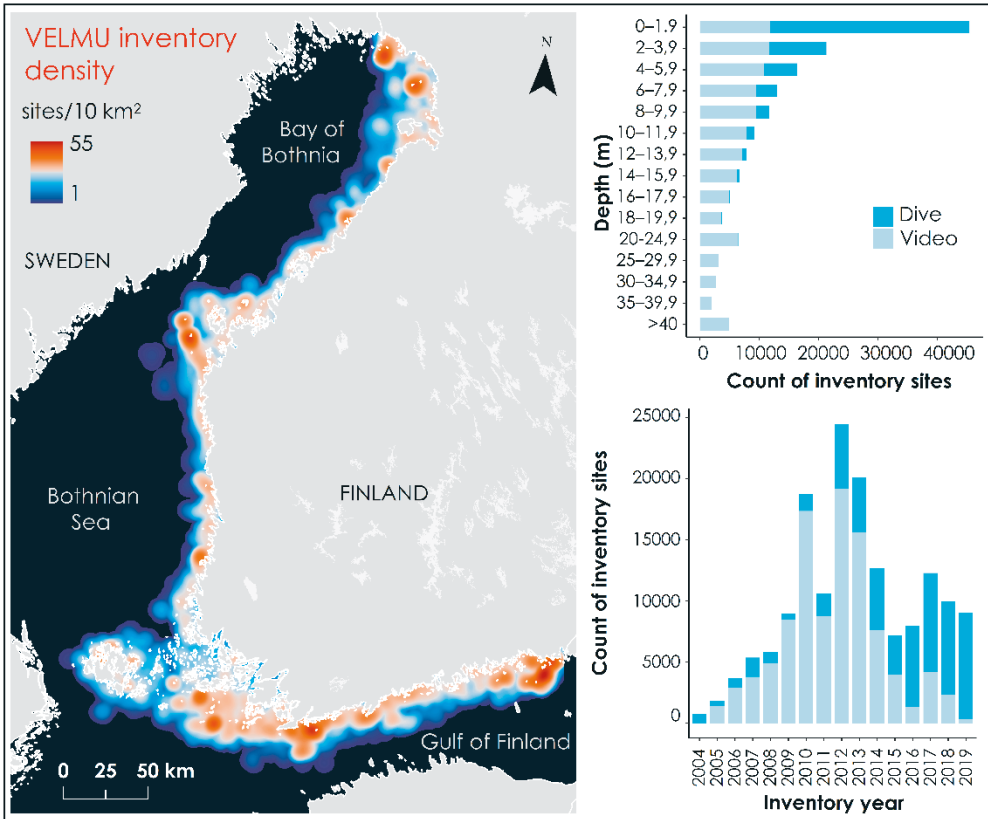 VELMU inventory
density
sites/10 km²
55
1
N
Bay of
Bothnia
SWEDEN
Bothnian
Sea
FINLAND
Gulf of Finland
0 25 50 km
0–1,9
2–3,9
4–5,9
6–7,9
8–9,9
10–11,9
12–13,9
14–15,9
16–17,9
18–19,9
20-24,9
25–29,9
30–34,9
35–39,9
>40
Depth (m)
Dive
Video
0 10000 20000 30000 40000
Count of inventory sites
25000
20000
15000
10000
5000
0
Count of inventory sites
2004 2005 2006 2007 2008 2009 2010 2011 2012 2013 2014 2015 2016 2017 2018 2019
Inventory year